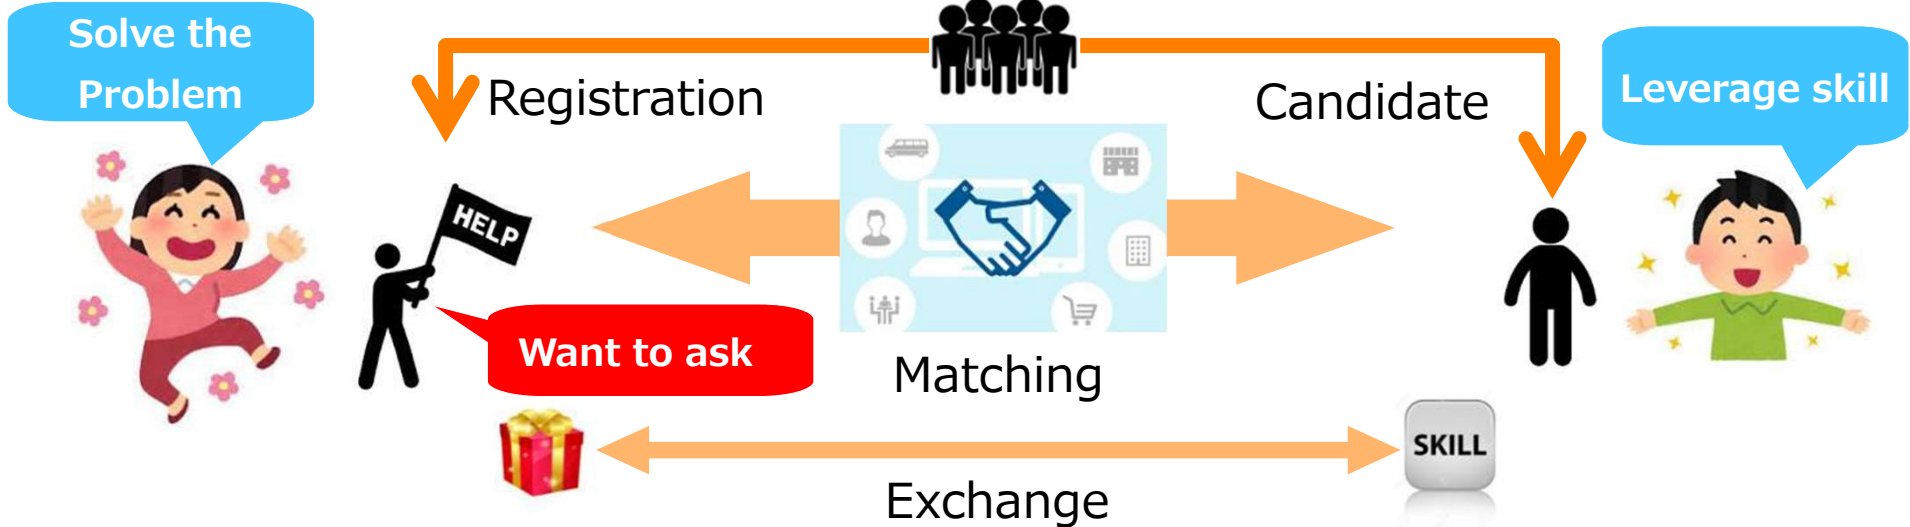 Solve the
Problem
Registration
Candidate
Leverage skill
HELP
Want to ask
Matching
SKILL
Exchange